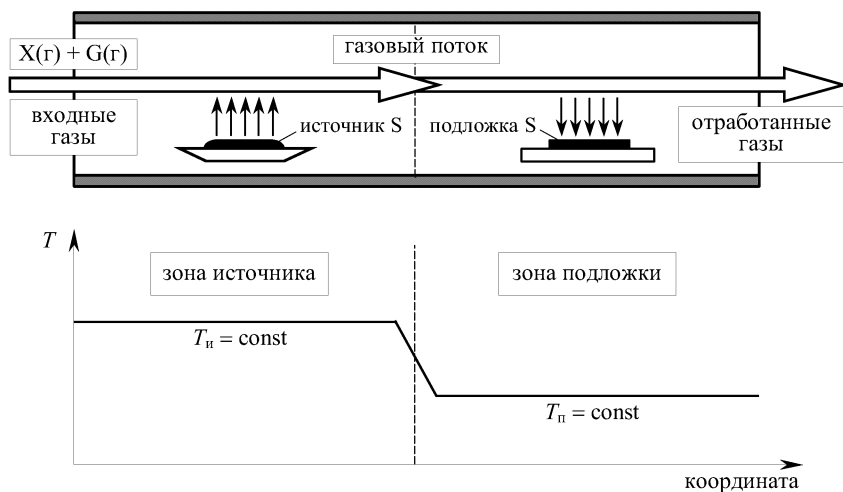 X(г) + G(г)
газовый поток
входные
газы
источник S
подложка S
отработанные
газы
T
зона источника
зона подложки
Tи = const
Tп = const
координата